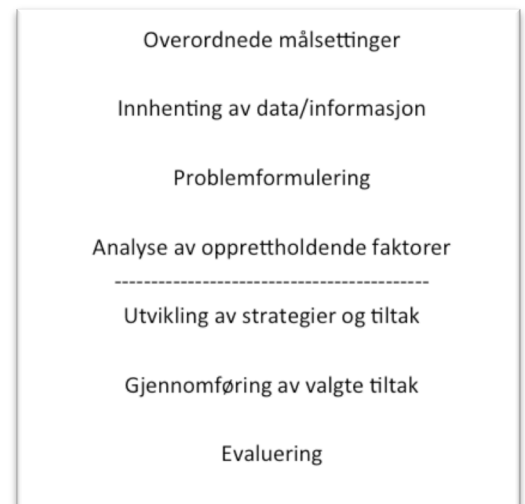 Overordnede målsettinger
Innhenting av data/informasjon
Problemformulering
Analyse av opprettholdende faktorer
-------------------------------------------
Utvikling av strategier og tiltak
Gjennomføring av valgte tiltak
Evaluering